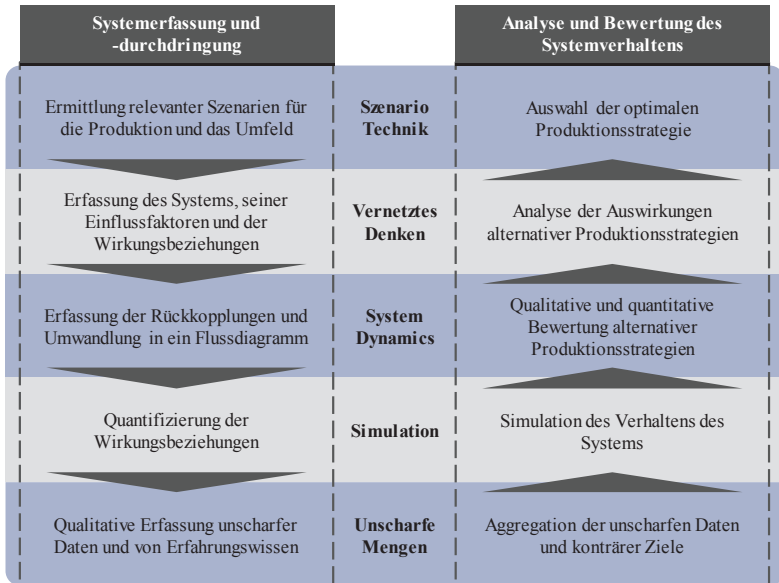 Systemerfassung und
-durchdringung
Analyse und Bewertung des
Systemverhaltens
Ermittlung relevanter Szenarien für
die Produktion und das Umfeld
Szenario
Technik
Auswahl der optimalen
Produktionsstrategie
Erfassung des Systems, seiner
Einflussfaktoren und der
Wirkungsbeziehungen
Vernetztes
Denken
Analyse der Auswirkungen
alternativer Produktionsstrategien
Erfassung der Rückkopplungen und
Umwandlung in ein Flussdiagramm
System
Dynamics
Qualitative und quantitative
Bewertung alternativer
Produktionsstrategien
Quantifizierung der
Wirkungsbeziehungen
Simulation
Simulation des Verhaltens des
Systems
Qualitative Erfassung unscharfer
Daten und von Erfahrungswissen
Unscharfe
Mengen
Aggregation der unscharfen Daten
und konträrer Ziele